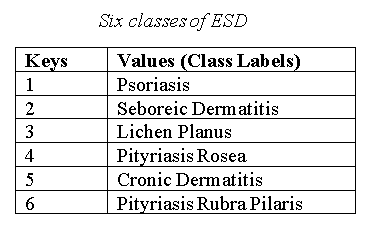 Six classes of ESD
Keys Values (Class Labels)
1 Psoriasis
2 Seboreic Dermatitis
3 Lichen Planus
4 Pityriasis Rosea
5 Cronic Dermatitis
6 Pityriasis Rubra Pilaris